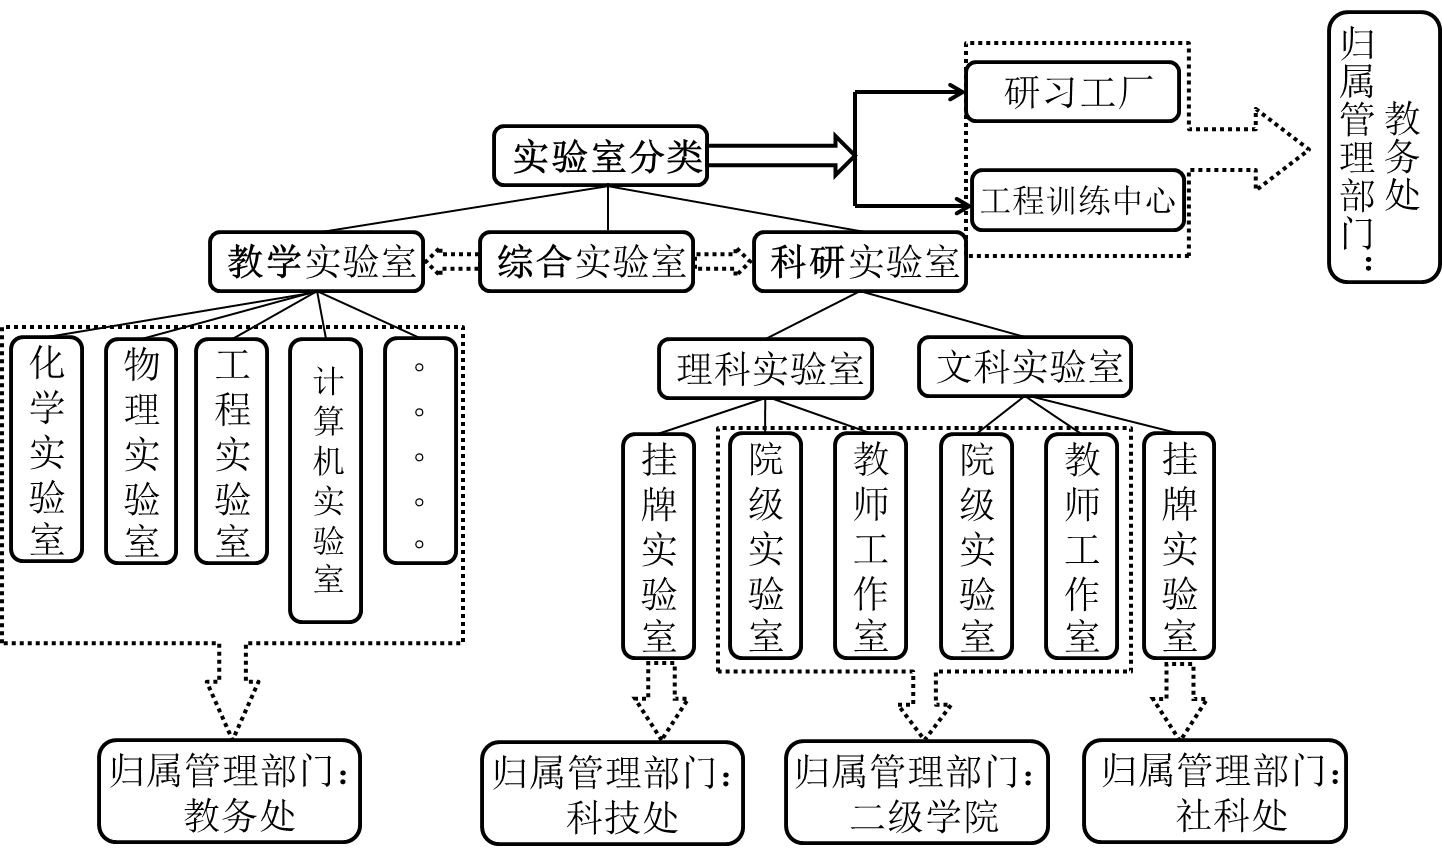 实验室分类
研习工厂
工程训练中心
归属管理部门：
教务处
教学实验室
综合实验室
科研实验室
化学实验室
物理实验室
工程实验室
计算机实验室
。。。。。
理科实验室
文科实验室
挂牌实验室
院级实验室
教师工作室
院级实验室
教师工作室
挂牌实验室
归属管理部门：
教务处
归属管理部门：
科技处
归属管理部门：
二级学院
归属管理部门：
社科处